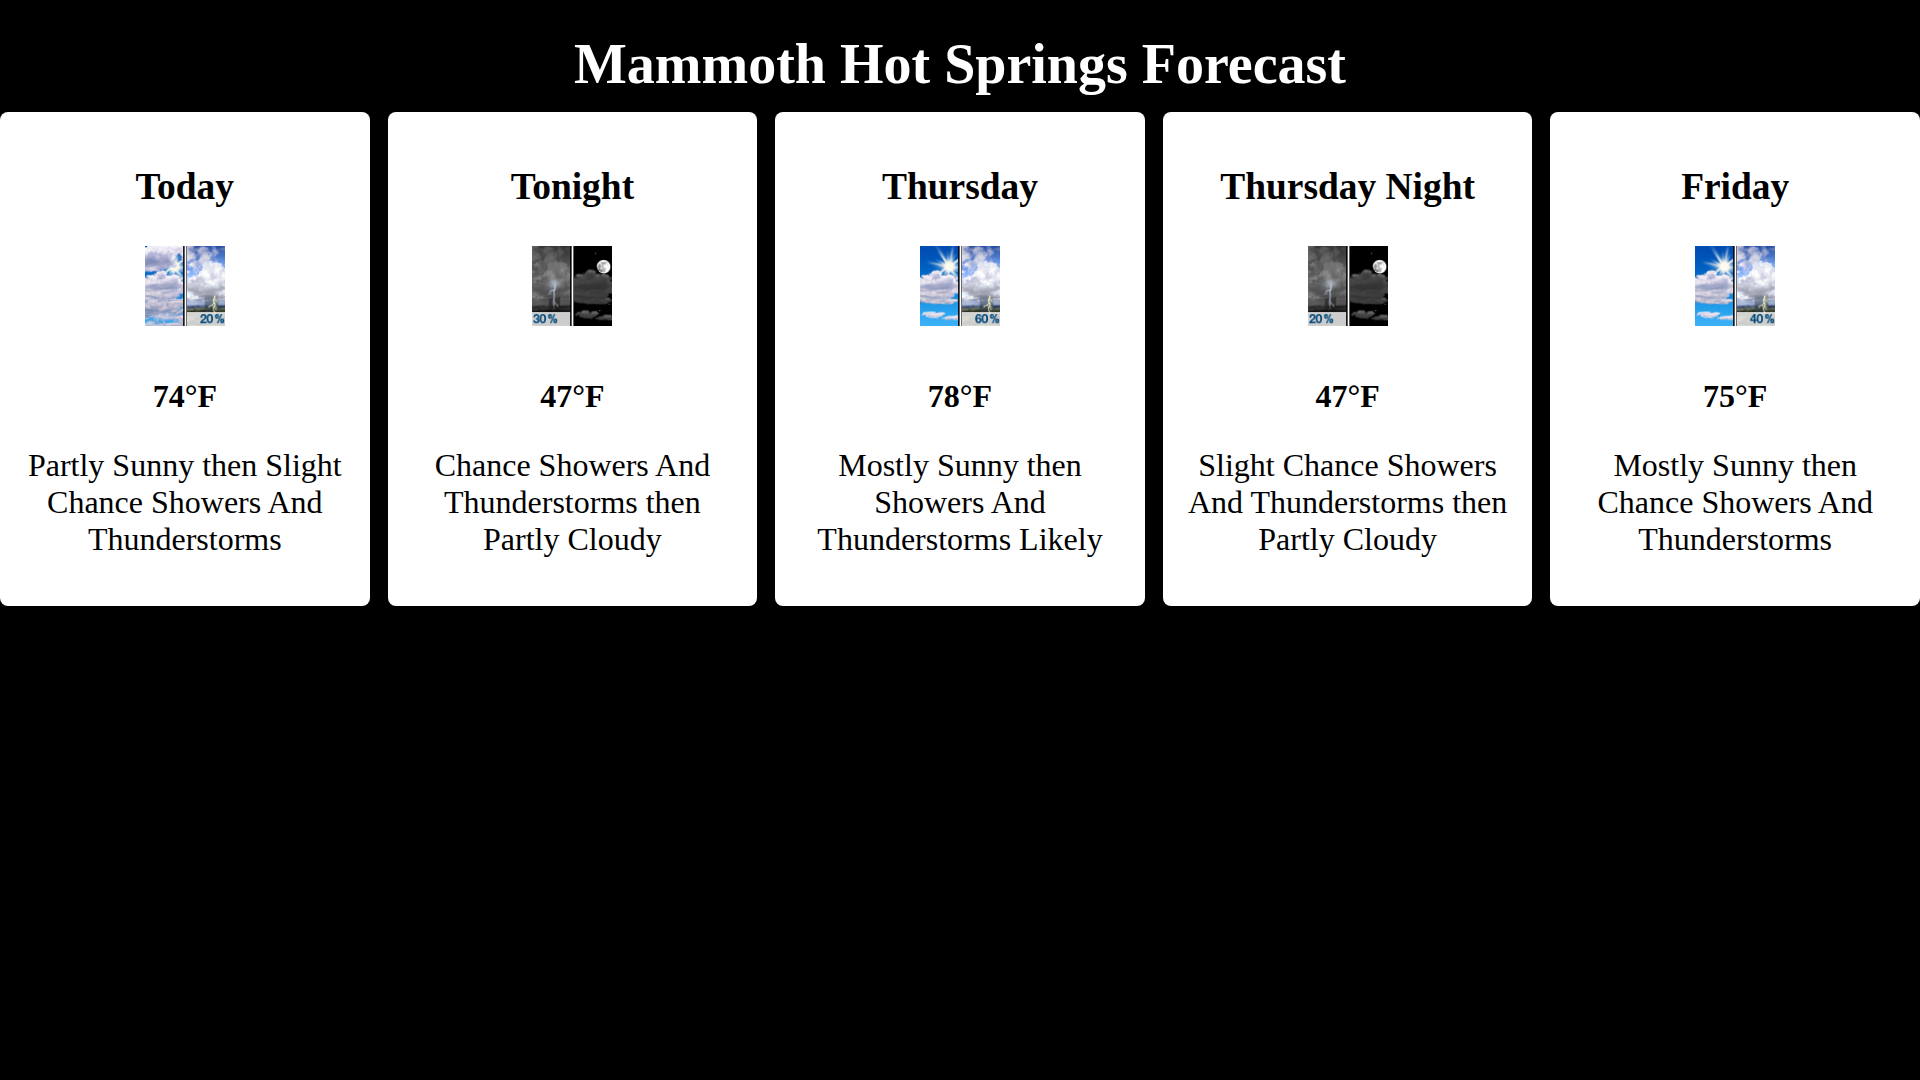 Mammoth Hot Springs Forecast
Today
20%
74°F
Partly Sunny then Slight
Chance Showers And
Thunderstorms
Tonight
30%
47°F
Chance Showers And
Thunderstorms then
Partly Cloudy
Thursday
60%
78°F
Mostly Sunny then
Showers And
Thunderstorms Likely
Thursday Night
20%
47°F
Slight Chance Showers
And Thunderstorms then
Partly Cloudy
Friday
40%
75°F
Mostly Sunny then
Chance Showers And
Thunderstorms